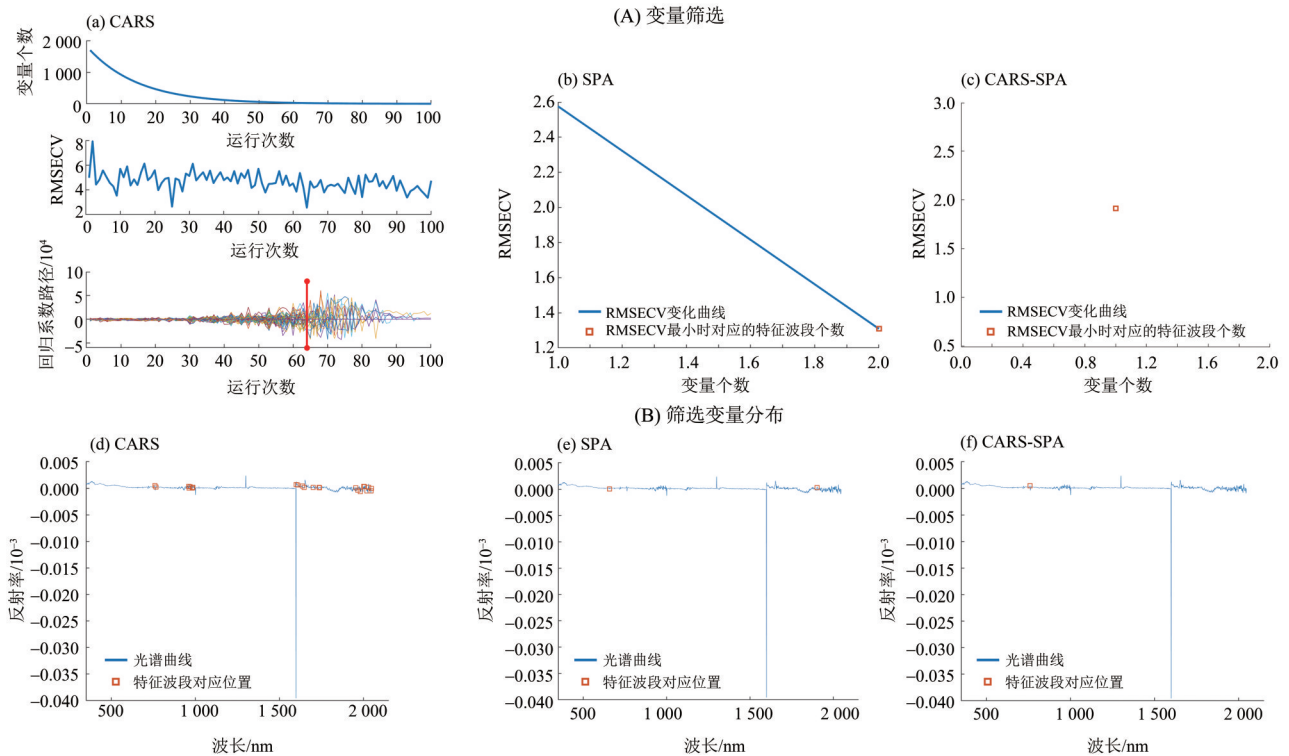 (A) 变量筛选
(a) CARS
变量个数
2 000
1 000
0
0 10 20 30 40 50 60 70 80 90 100
运行次数
RMSECV
8
6
4
2
0 10 20 30 40 50 60 70 80 90 100
运行次数
回归系数路径/10⁴
10
5
0
−5
运行次数
(b) SPA
RMSECV
2.6
2.4
2.2
2.0
1.8
1.6
1.4
1.2
RMSECV变化曲线
RMSECV最小时对应的特征波段个数
1.0 1.2 1.4 1.6 1.8 2.0
变量个数
(c) CARS-SPA
RMSECV
3.0
2.5
2.0
1.5
1.0
0.5
RMSECV变化曲线
RMSECV最小时对应的特征波段个数
0.0 0.4 0.8 1.2 1.6 2.0
变量个数
(B) 筛选变量分布
(d) CARS
反射率/10⁻³
0.005
0.000
−0.005
−0.010
−0.015
−0.020
−0.025
−0.030
−0.035
−0.040
光谱曲线
特征波段对应位置
500 1 000 1 500 2 000
波长/nm
(e) SPA
反射率/10⁻³
0.005
0.000
−0.005
−0.010
−0.015
−0.020
−0.025
−0.030
−0.035
−0.040
光谱曲线
特征波段对应位置
500 1 000 1 500 2 000
波长/nm
(f) CARS-SPA
反射率/10⁻³
0.005
0.000
−0.005
−0.010
−0.015
−0.020
−0.025
−0.030
−0.035
−0.040
光谱曲线
特征波段对应位置
500 1 000 1 500 2 000
波长/nm